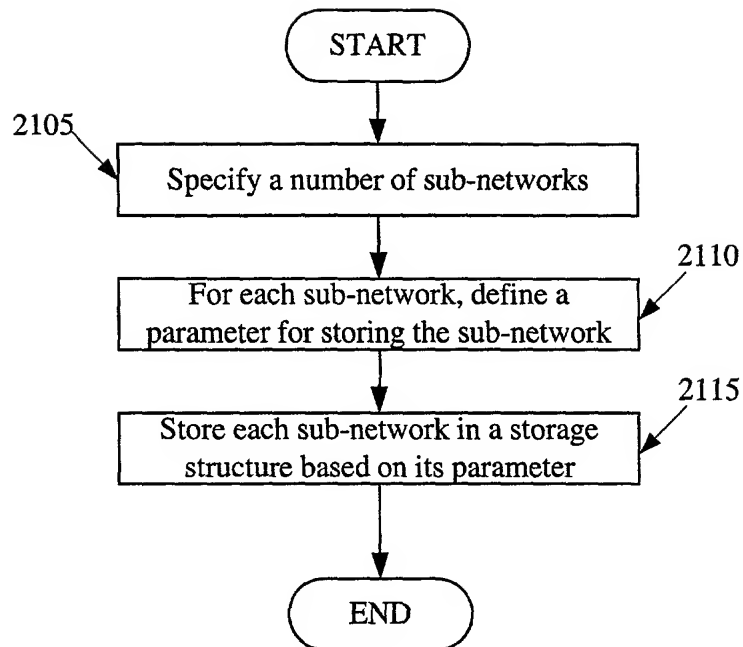 START
2105
Specify a number of sub-networks
2110
For each sub-network, define a
parameter for storing the sub-network
2115
Store each sub-network in a storage
structure based on its parameter
END